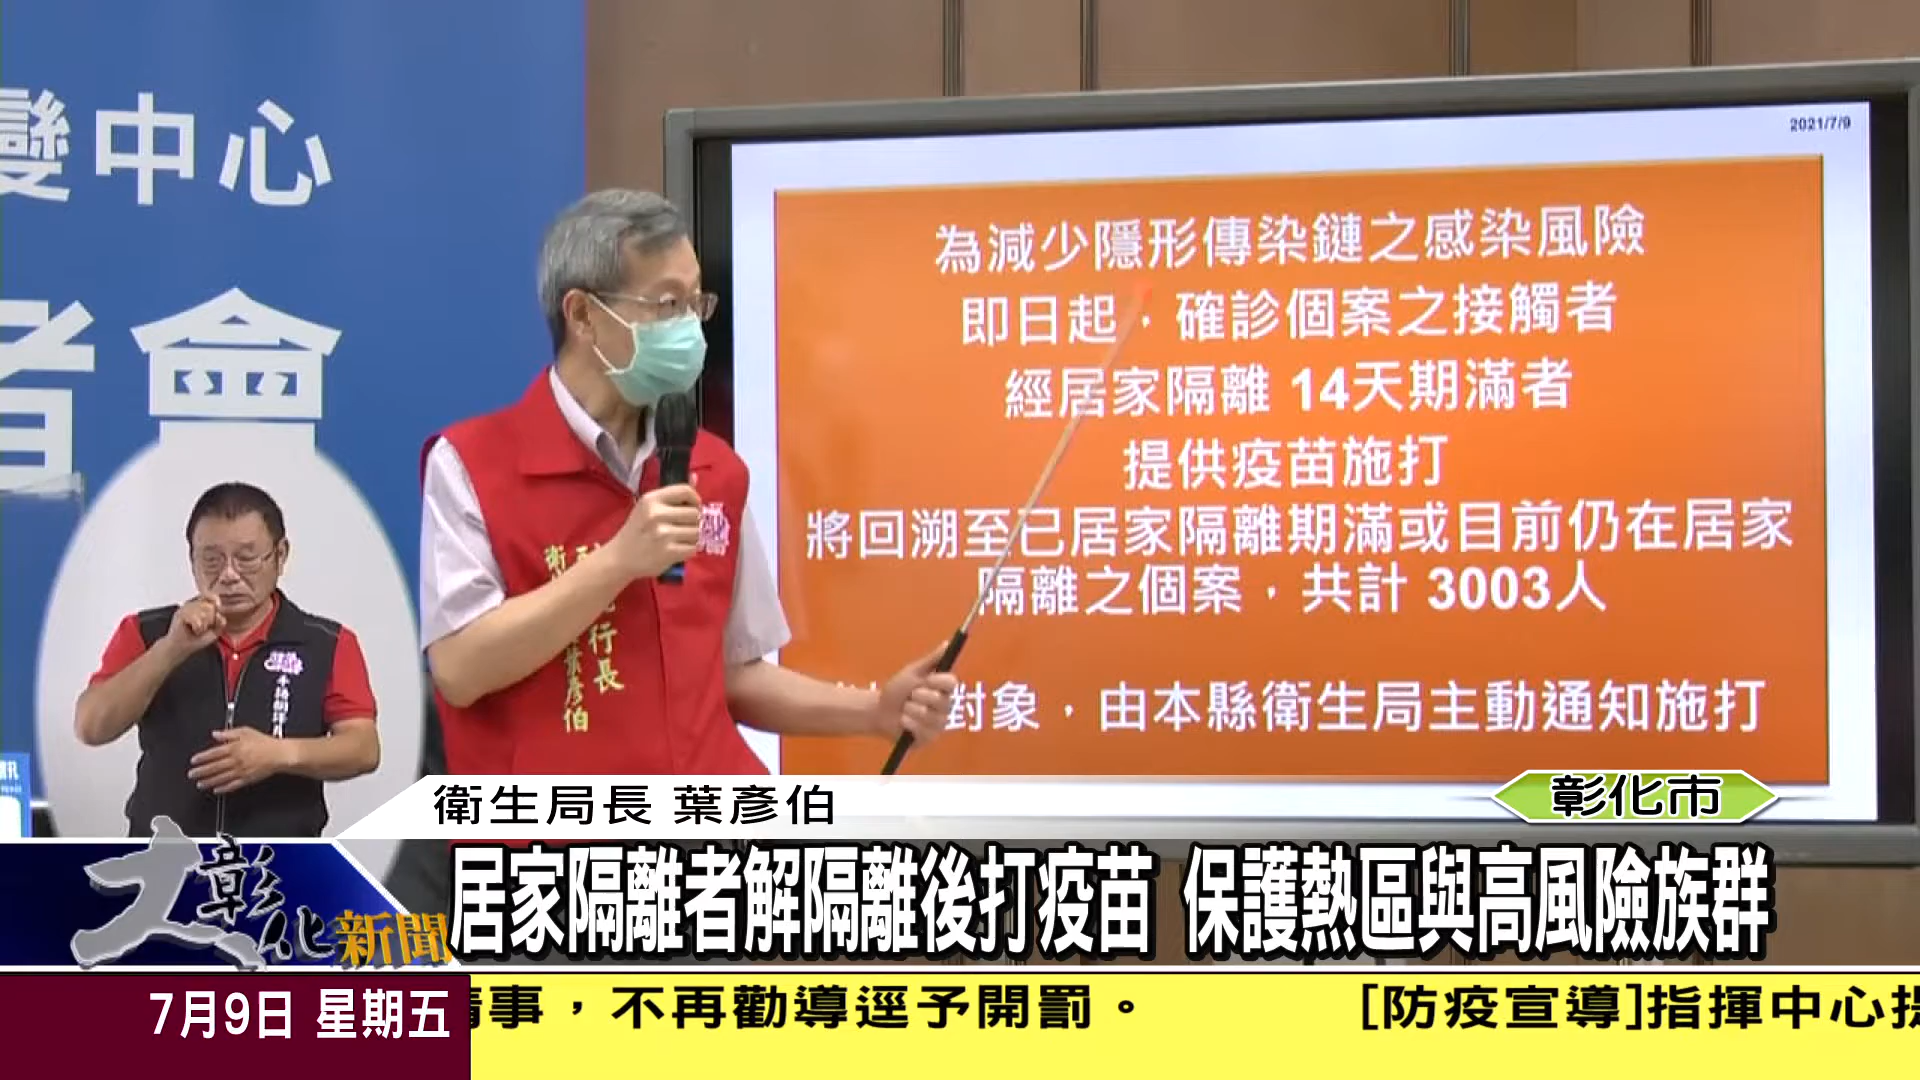 變中心
者會
2021/7/9
為減少隱形傳染鏈之感染風險
即日起，確診個案之接觸者
經居家隔離 14天期滿者
提供疫苗施打
將回溯至已居家隔離期滿或目前仍在居家
隔離之個案，共計 3003人
對象，由本縣衛生局主動通知施打
行長
葉彥伯
衛生局長 葉彥伯
彰化市
大彰化新聞
居家隔離者解隔離後打疫苗 保護熱區與高風險族群
7月9日 星期五
情事，不再勸導逕予開罰。 [防疫宣導]指揮中心提